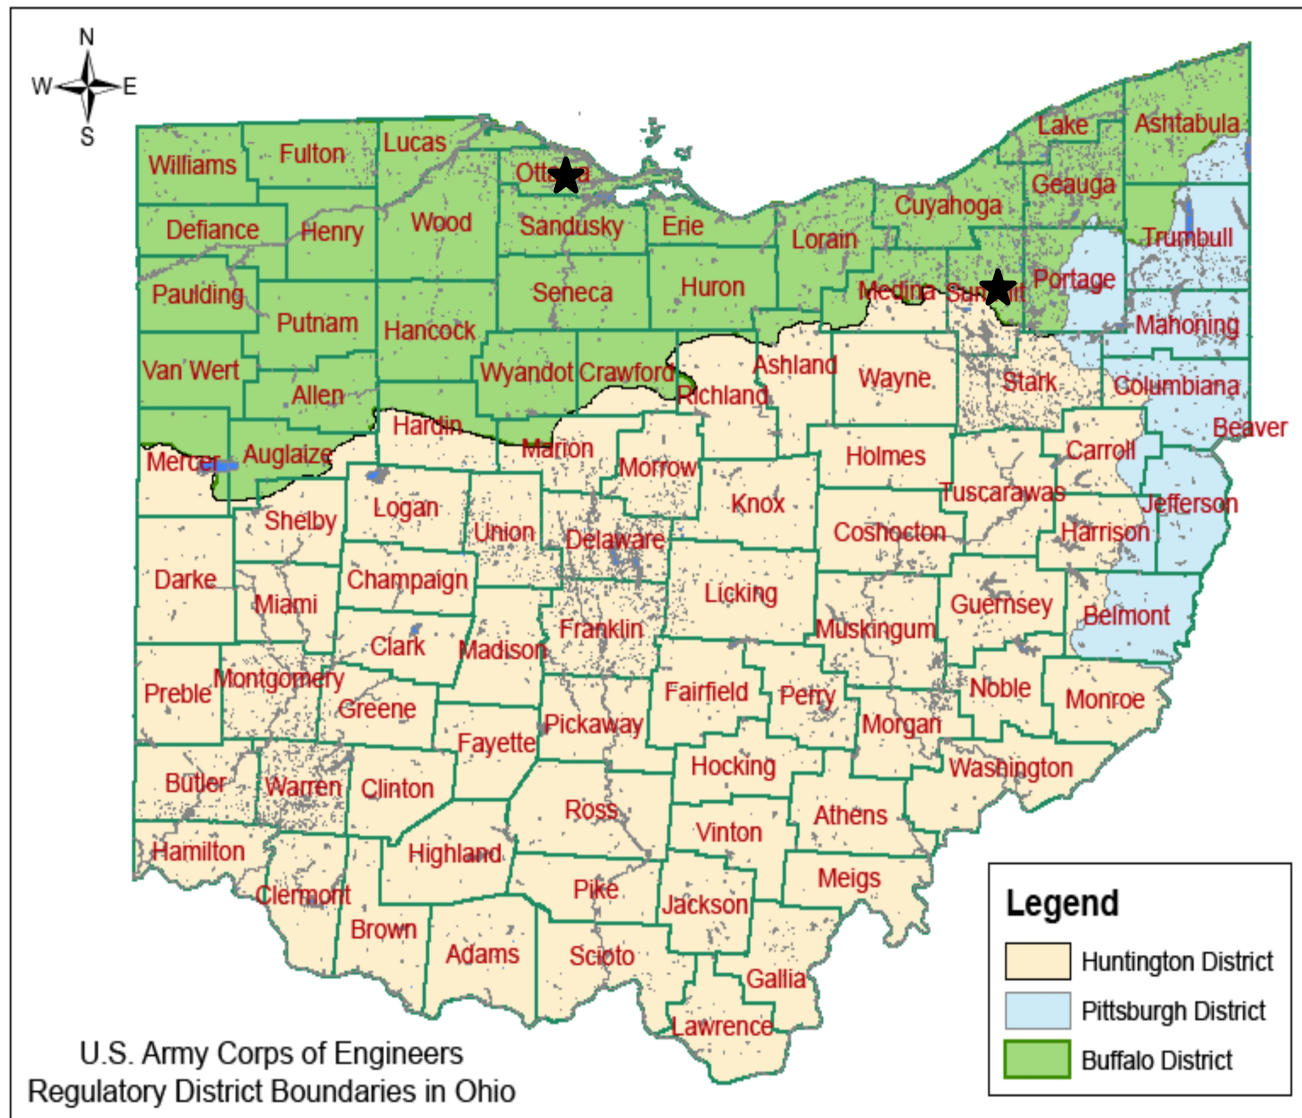 N
W E
S
Lake
Ashtabula
Williams
Fulton
Lucas
Geauga
Cuyahoga
Defiance
Henry
Wood
Sandusky
Erie
Lorain
Trumbull
Paulding
Seneca
Huron
Medina
Portage
Putnam
Hancock
Mahoning
Van Wert
Allen
Wyandot
Crawford
Richland
Ashland
Wayne
Stark
Columbiana
Hardin
Beaver
Mercer
Auglaize
Marion
Morrow
Holmes
Carroll
Logan
Knox
Tuscarawas
Jefferson
Shelby
Union
Delaware
Coshocton
Harrison
Darke
Champaign
Miami
Licking
Guernsey
Belmont
Clark
Madison
Franklin
Muskingum
Preble
Montgomery
Greene
Fairfield
Perry
Noble
Monroe
Pickaway
Morgan
Fayette
Butler
Warren
Clinton
Hocking
Washington
Ross
Vinton
Athens
Hamilton
Highland
Clermont
Pike
Jackson
Meigs
Brown
Adams
Scioto
Gallia
Lawrence
Legend
Huntington District
Pittsburgh District
Buffalo District
U.S. Army Corps of Engineers
Regulatory District Boundaries in Ohio